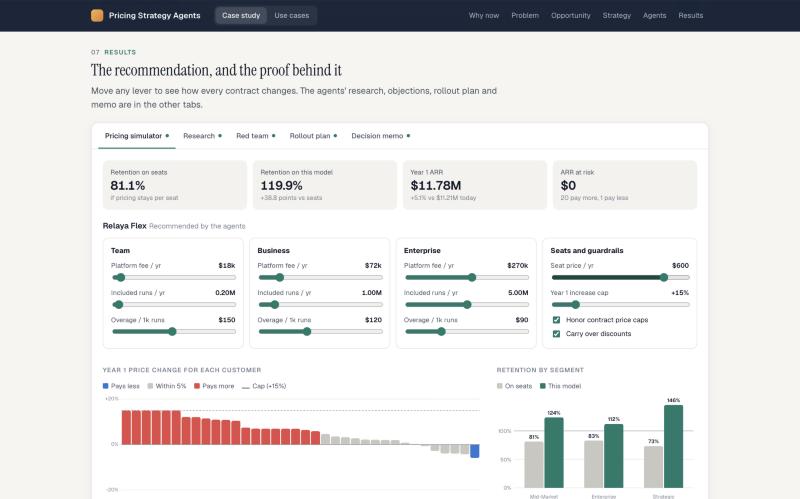 Pricing Strategy Agents
Case study
Use cases
Why now
Problem
Opportunity
Strategy
Agents
Results
07 RESULTS
The recommendation, and the proof behind it
Move any lever to see how every contract changes. The agents' research, objections, rollout plan and
memo are in the other tabs.
Pricing simulator
Research
Red team
Rollout plan
Decision memo
Retention on seats
81.1%
if pricing stays per seat
Retention on this model
119.9%
+38.8 points vs seats
Year 1 ARR
$11.78M
+5.1% vs $11.21M today
ARR at risk
$0
20 pay more, 1 pay less
Relaya Flex Recommended by the agents
Team
Platform fee / yr $18k
Included runs / yr 0.20M
Overage / 1k runs $150
Business
Platform fee / yr $72k
Included runs / yr 1.00M
Overage / 1k runs $120
Enterprise
Platform fee / yr $270k
Included runs / yr 5.00M
Overage / 1k runs $90
Seats and guardrails
Seat price / yr $600
Year 1 increase cap +15%
Honor contract price caps
Carry over discounts
YEAR 1 PRICE CHANGE FOR EACH CUSTOMER
Pays less
Within 5%
Pays more
Cap (+15%)
+20%
0%
-20%
RETENTION BY SEGMENT
On seats
This model
146%
124%
112%
100%
81%
83%
73%
50%
0%
Mid-Market
Enterprise
Strategic